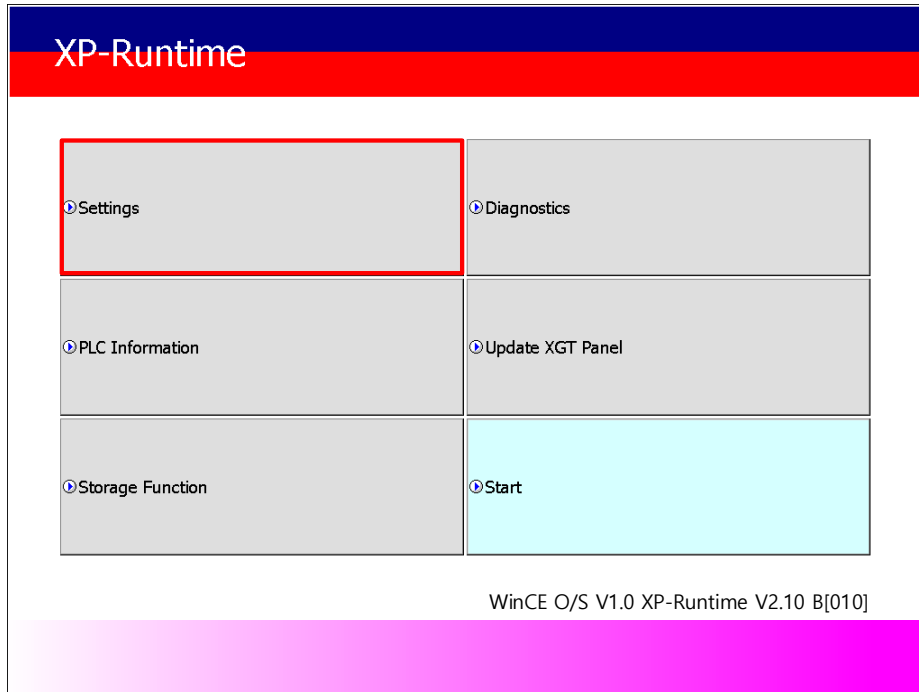 XP-Runtime
Settings
Diagnostics
PLC Information
Update XGT Panel
Storage Function
Start
WinCE O/S V1.0 XP-Runtime V2.10 B[010]